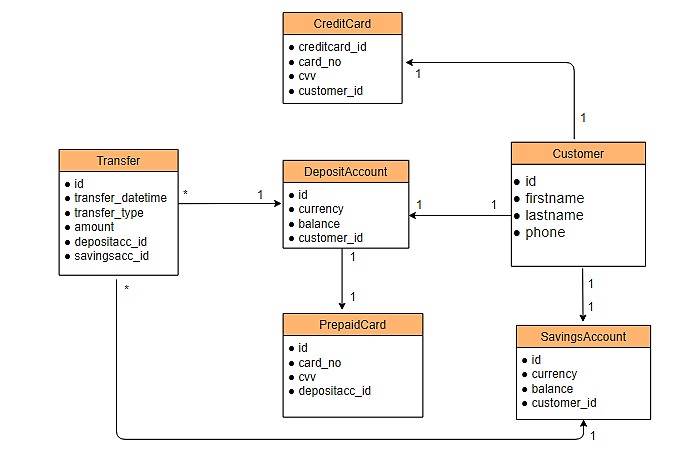 CreditCard
● creditcard_id
● card_no
● cvv
● customer_id
1
1
Transfer
● id
● transfer_datetime
● transfer_type
● amount
● depositacc_id
● savingsacc_id
*
1
DepositAccount
● id
● currency
● balance
● customer_id
1
1
Customer
● id
● firstname
● lastname
● phone
*
1
1
PrepaidCard
● id
● card_no
● cvv
● depositacc_id
1
1
SavingsAccount
● id
● currency
● balance
● customer_id
1